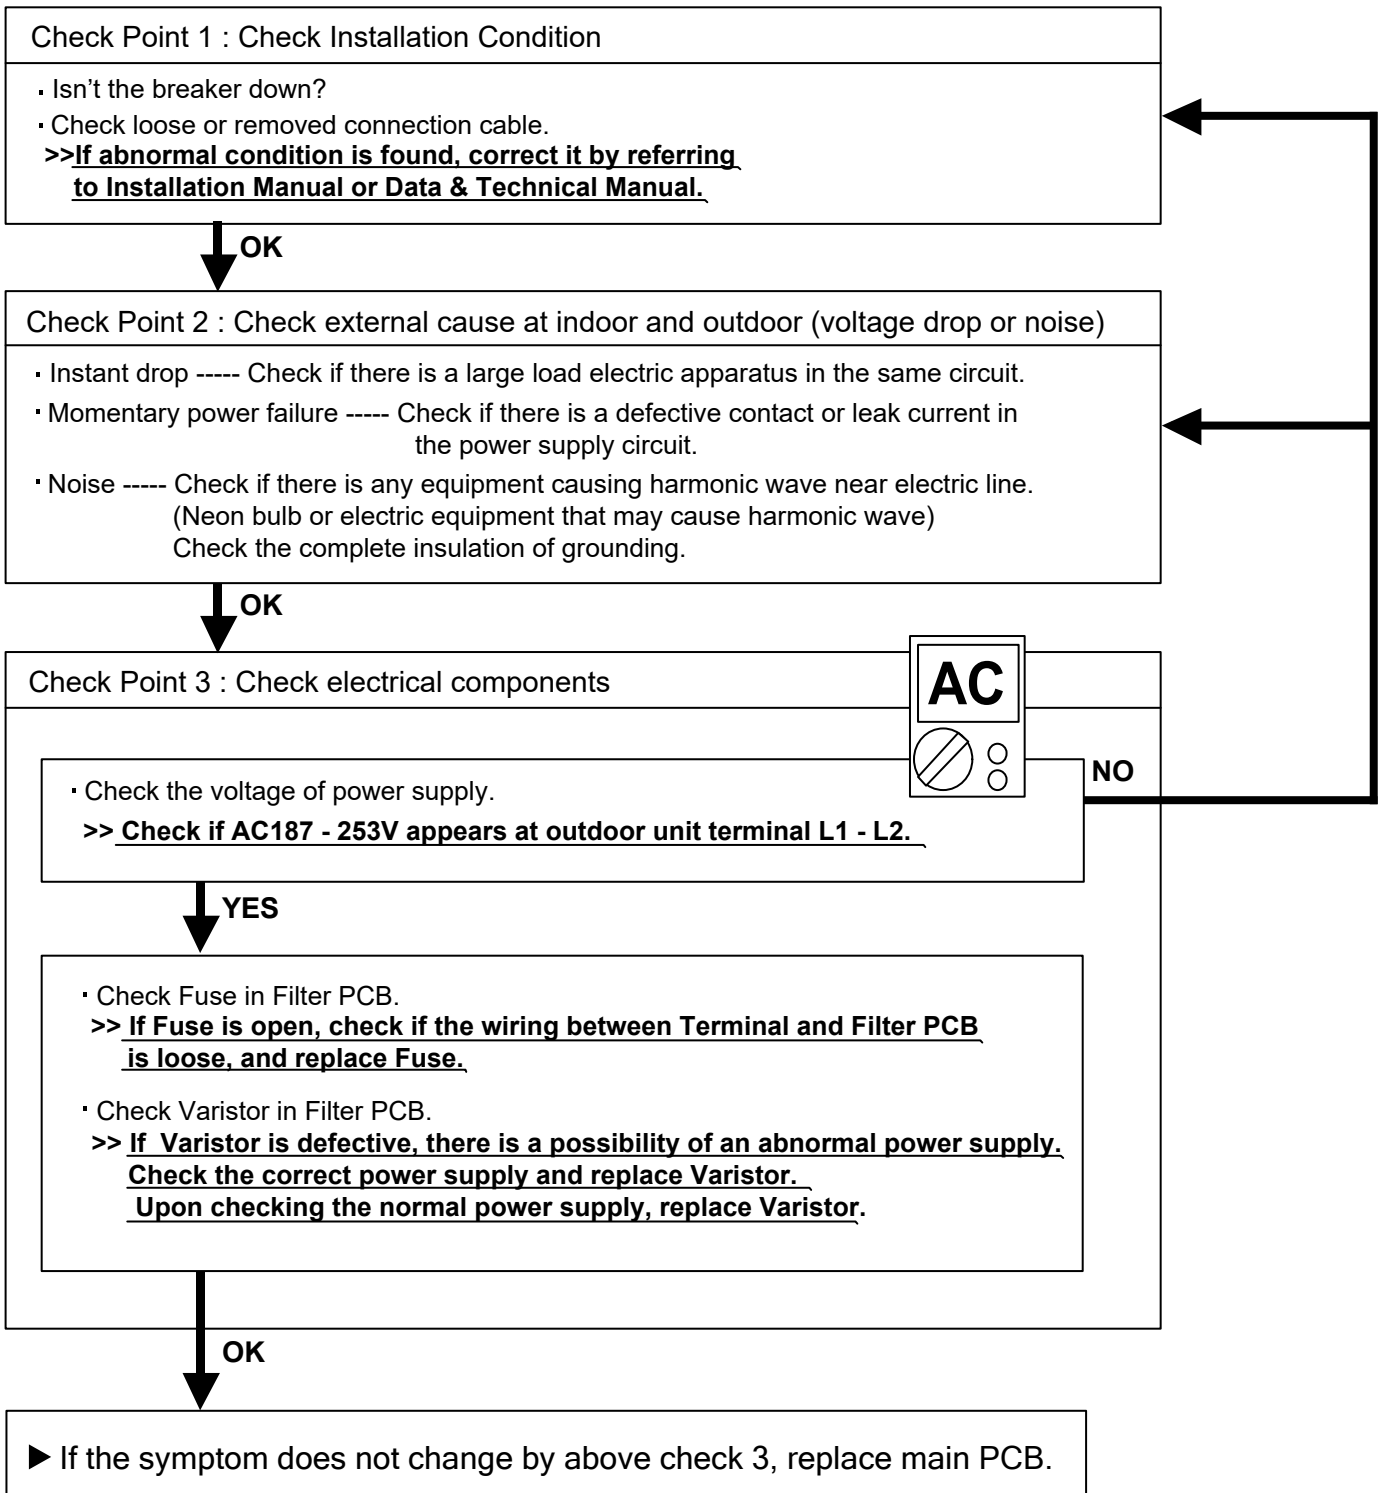 Check Point 1 : Check Installation Condition
· Isn't the breaker down?
· Check loose or removed connection cable.
>>If abnormal condition is found, correct it by referring
to Installation Manual or Data & Technical Manual.
OK
Check Point 2 : Check external cause at indoor and outdoor (voltage drop or noise)
· Instant drop ----- Check if there is a large load electric apparatus in the same circuit.
· Momentary power failure ----- Check if there is a defective contact or leak current in
the power supply circuit.
· Noise ----- Check if there is any equipment causing harmonic wave near electric line.
(Neon bulb or electric equipment that may cause harmonic wave)
Check the complete insulation of grounding.
OK
Check Point 3 : Check electrical components
AC
NO
· Check the voltage of power supply.
>> Check if AC187 - 253V appears at outdoor unit terminal L1 - L2.
YES
· Check Fuse in Filter PCB.
>> If Fuse is open, check if the wiring between Terminal and Filter PCB
is loose, and replace Fuse.
· Check Varistor in Filter PCB.
>> If Varistor is defective, there is a possibility of an abnormal power supply.
Check the correct power supply and replace Varistor.
Upon checking the normal power supply, replace Varistor.
OK
▶ If the symptom does not change by above check 3, replace main PCB.